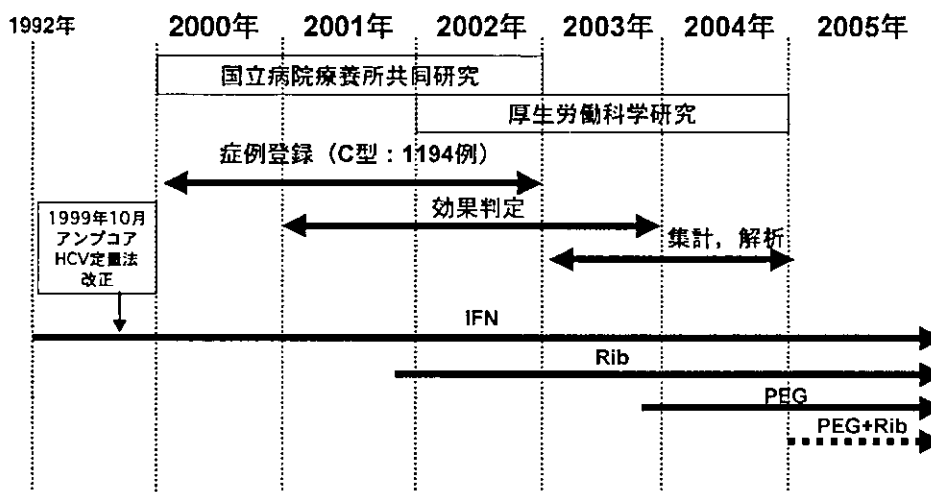 1992年 2000年 2001年 2002年 2003年 2004年 2005年
国立病院療養所共同研究
厚生労働科学研究
症例登録（C型：1194例）
効果判定
集計，解析
1999年10月
アンプコア
HCV定量法
改正
IFN
Rib
PEG
PEG+Rib